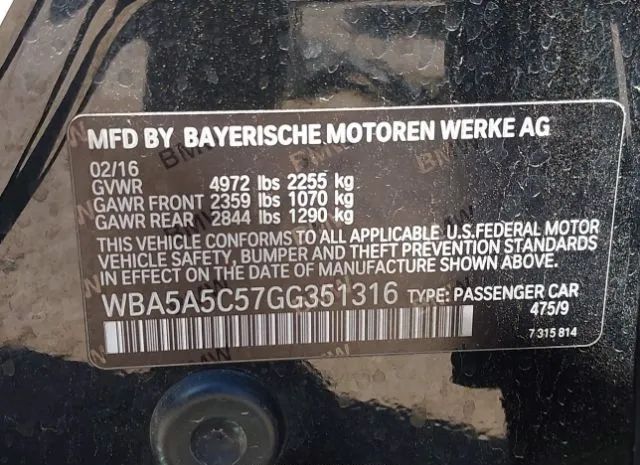 MFD BY BAYERISCHE MOTOREN WERKE AG
02/16
GVWR 4972 lbs 2255 kg
GAWR FRONT 2359 lbs 1070 kg
GAWR REAR 2844 lbs 1290 kg
THIS VEHICLE CONFORMS TO ALL APPLICABLE U.S.FEDERAL MOTOR
VEHICLE SAFETY, BUMPER AND THEFT PREVENTION STANDARDS
IN EFFECT ON THE DATE OF MANUFACTURE SHOWN ABOVE.
WBA5A5C57GG351316 TYPE: PASSENGER CAR
475/9
7 315 814